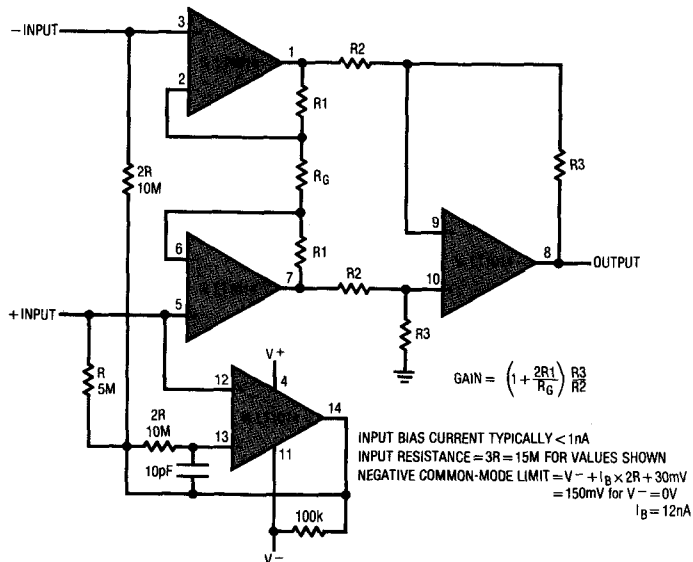 −INPUT
3
1
R2
2
R1
2R
10M
RG
R3
R1
6
7
R2
5
+INPUT
9
10
8
OUTPUT
R3
R
5M
V+
12
4
14
2R
10M
13
11
10pF
100k
V−
GAIN = (1 + 2R1/RG) R3/R2
INPUT BIAS CURRENT TYPICALLY < 1nA
INPUT RESISTANCE = 3R = 15M FOR VALUES SHOWN
NEGATIVE COMMON-MODE LIMIT = V− + IB × 2R + 30mV
= 150mV for V− = 0V
IB = 12nA